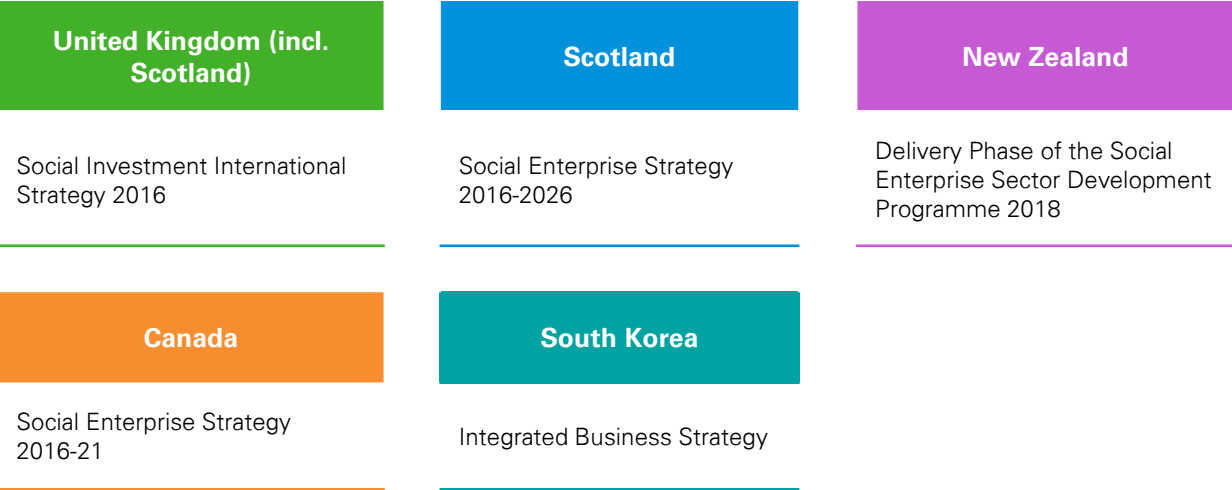 United Kingdom (incl.
Scotland)
Social Investment International
Strategy 2016
Scotland
Social Enterprise Strategy
2016-2026
New Zealand
Delivery Phase of the Social
Enterprise Sector Development
Programme 2018
Canada
Social Enterprise Strategy
2016-21
South Korea
Integrated Business Strategy